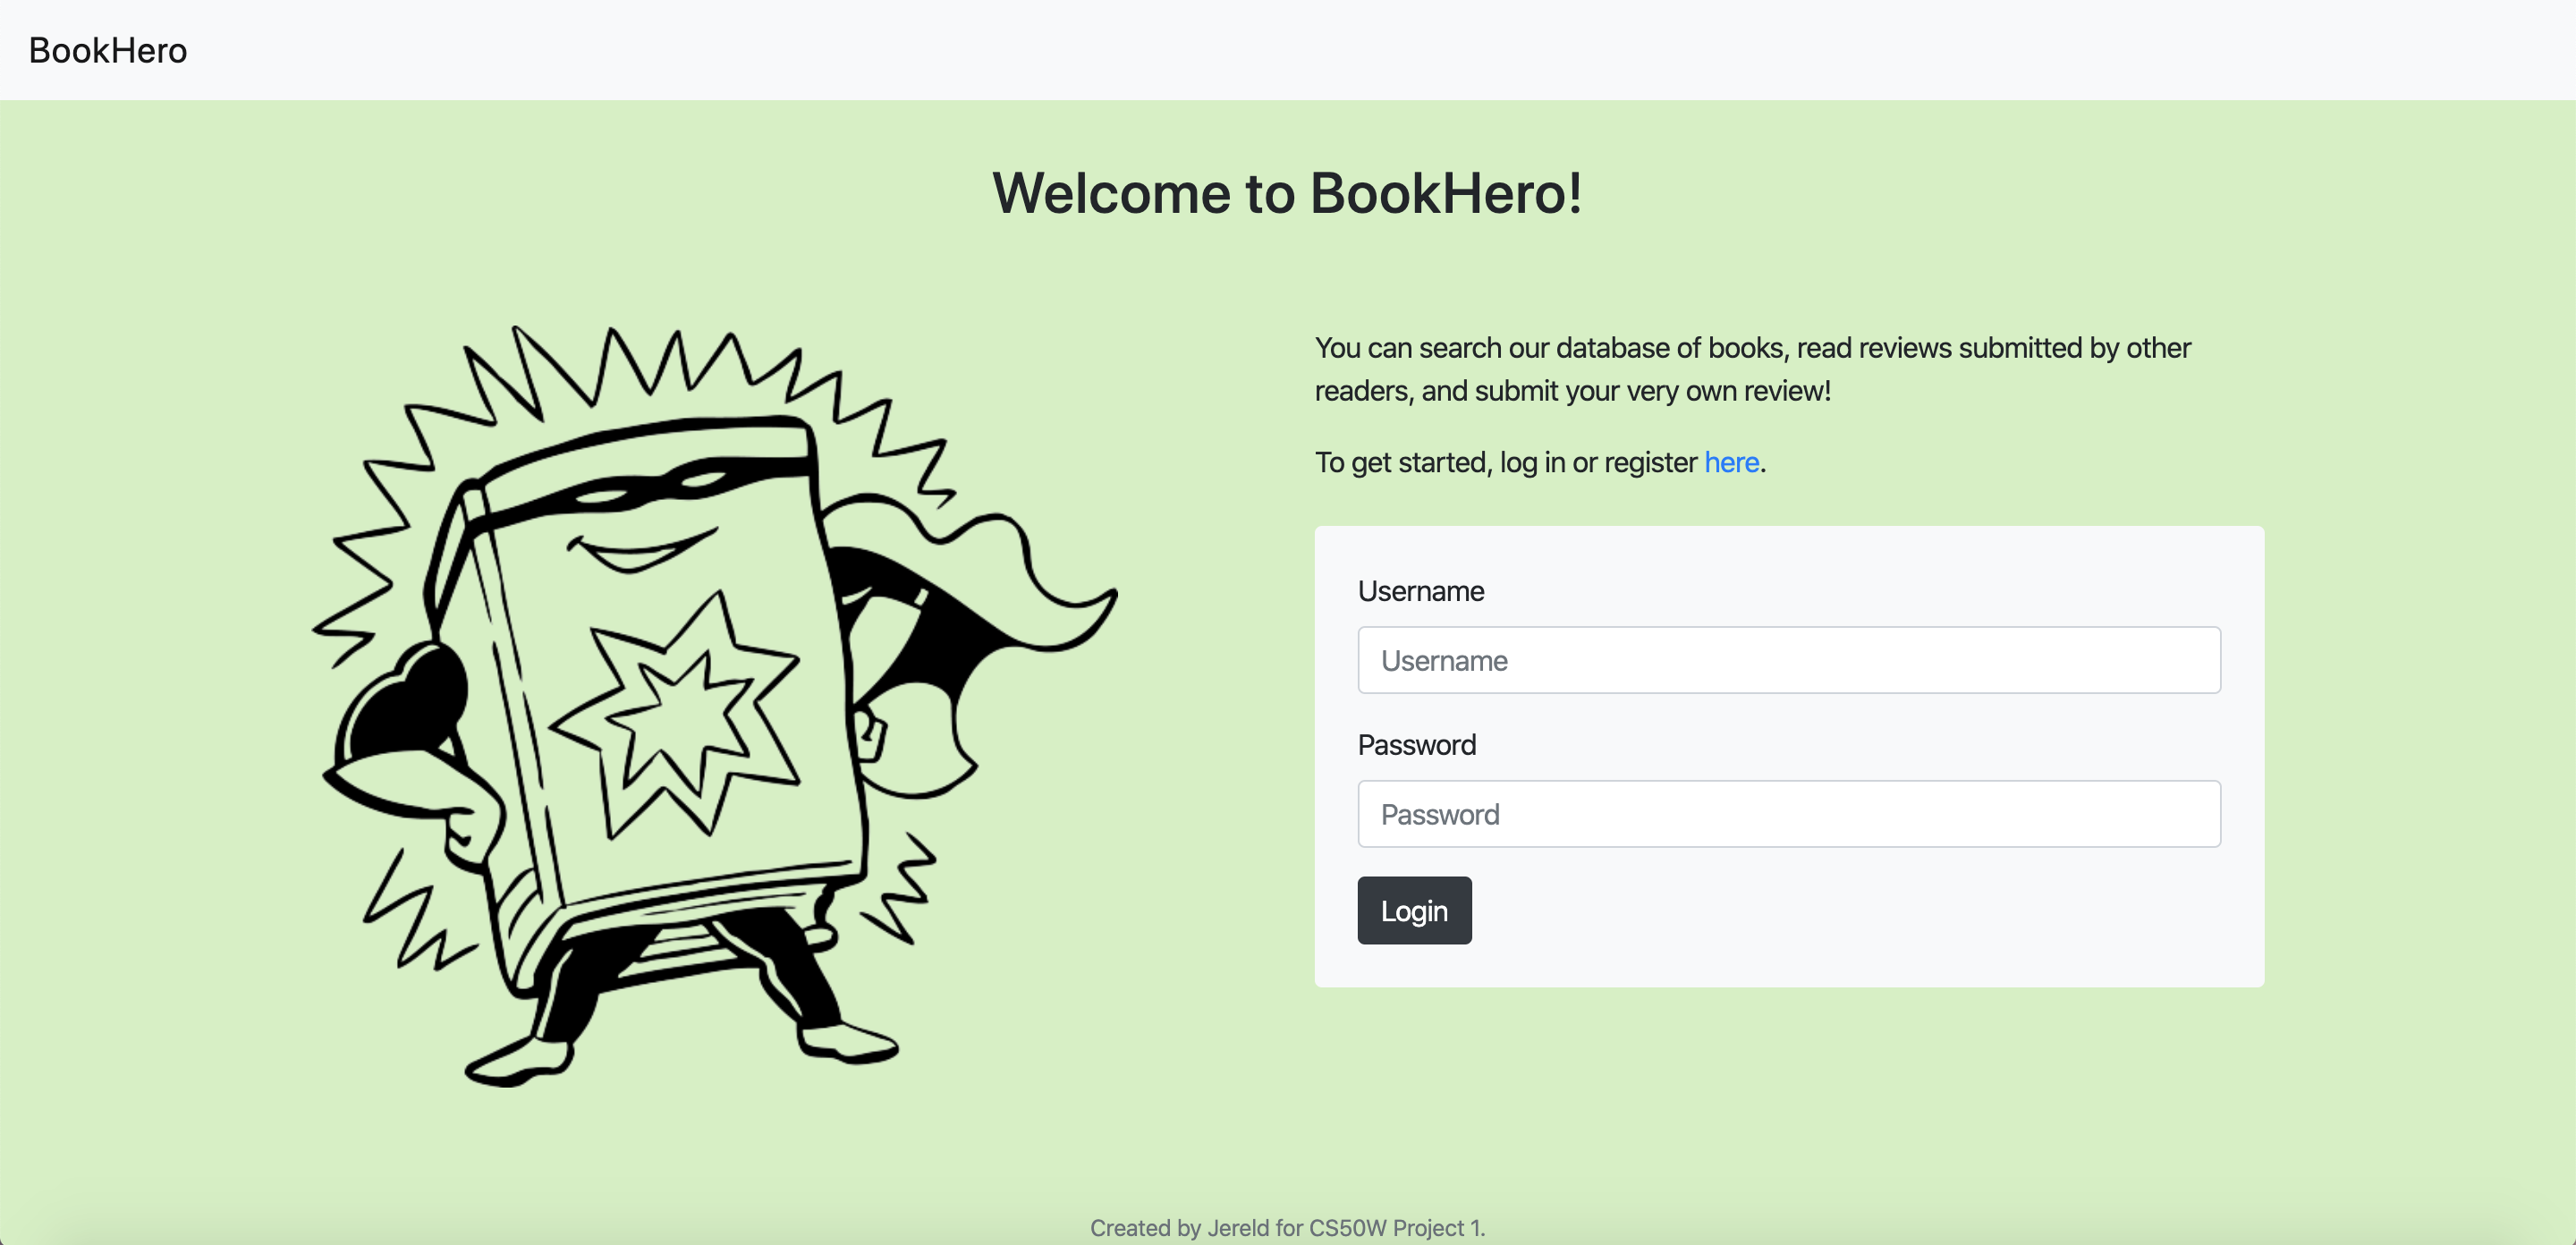 BookHero
Welcome to BookHero!
You can search our database of books, read reviews submitted by other
readers, and submit your very own review!
To get started, log in or register here.
Username
Username
Password
Password
Login
Created by Jereld for CS50W Project 1.